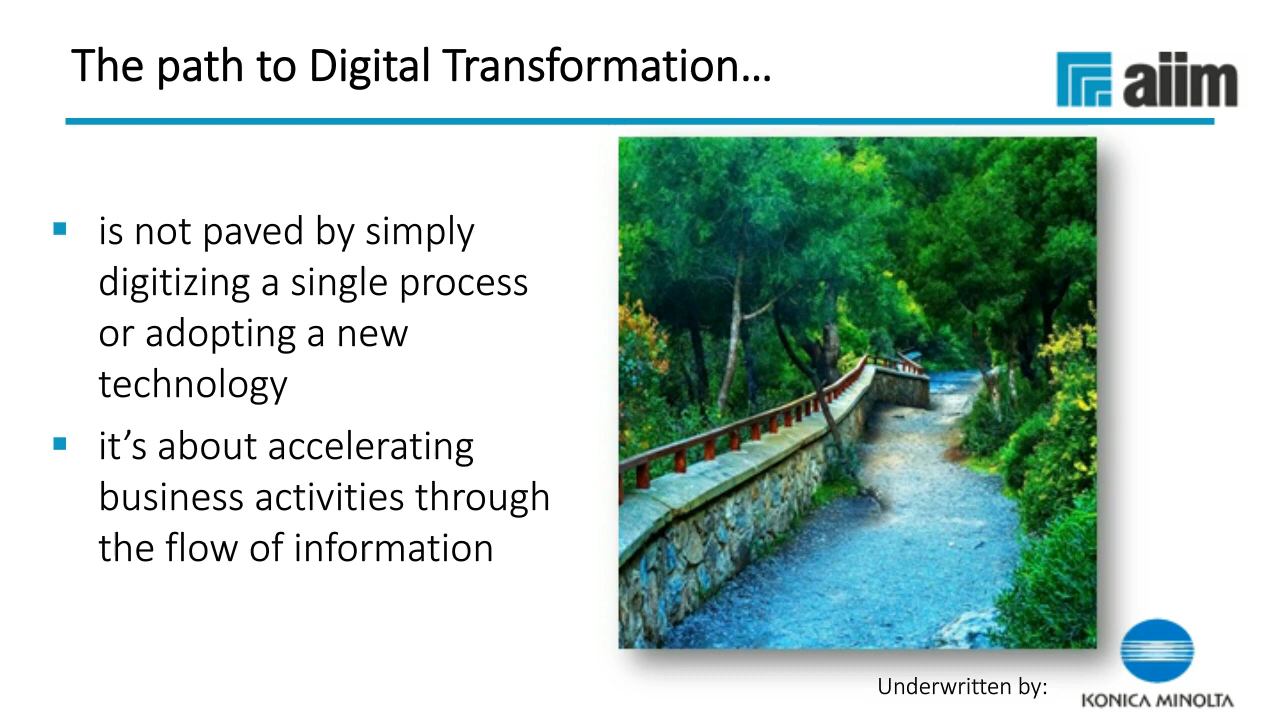 The path to Digital Transformation…
aiim
is not paved by simply
digitizing a single process
or adopting a new
technology
it’s about accelerating
business activities through
the flow of information
Underwritten by:
KONICA MINOLTA